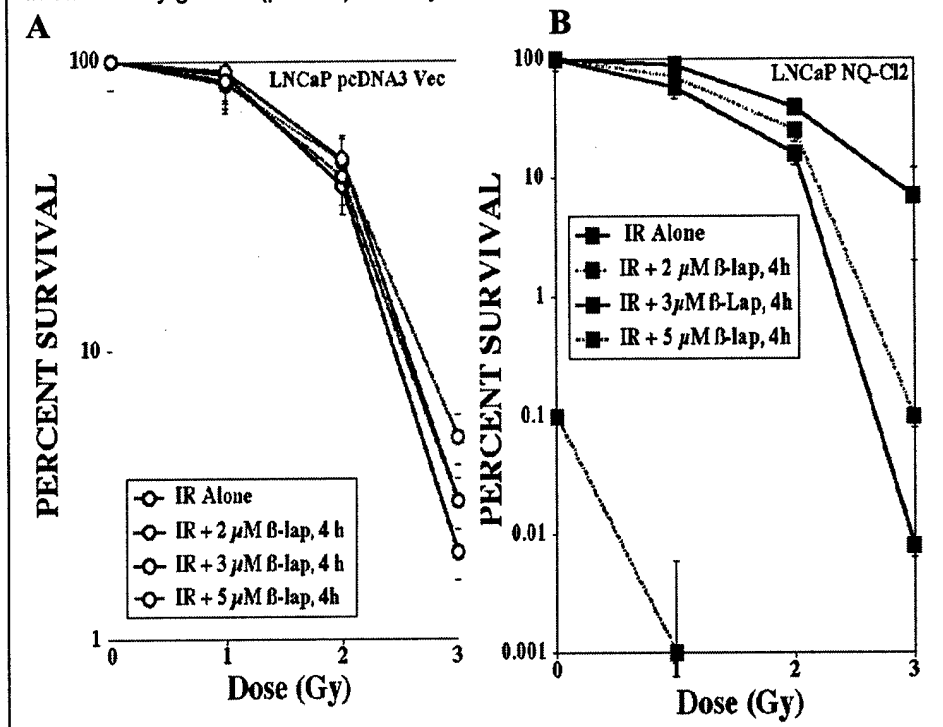 A
LNCaP pcDNA3 Vec
100
10
1
PERCENT SURVIVAL
IR Alone
IR + 2 µM ß-lap, 4 h
IR + 3 µM ß-lap, 4 h
IR + 5 µM ß-lap, 4h
0 1 2 3
Dose (Gy)
B
LNCaP NQ-Cl2
100
10
1
0.1
0.01
0.001
PERCENT SURVIVAL
IR Alone
IR + 2 µM ß-lap, 4h
IR + 3µM ß-Lap, 4h
IR + 5 µM ß-lap, 4h
0 1 2 3
Dose (Gy)